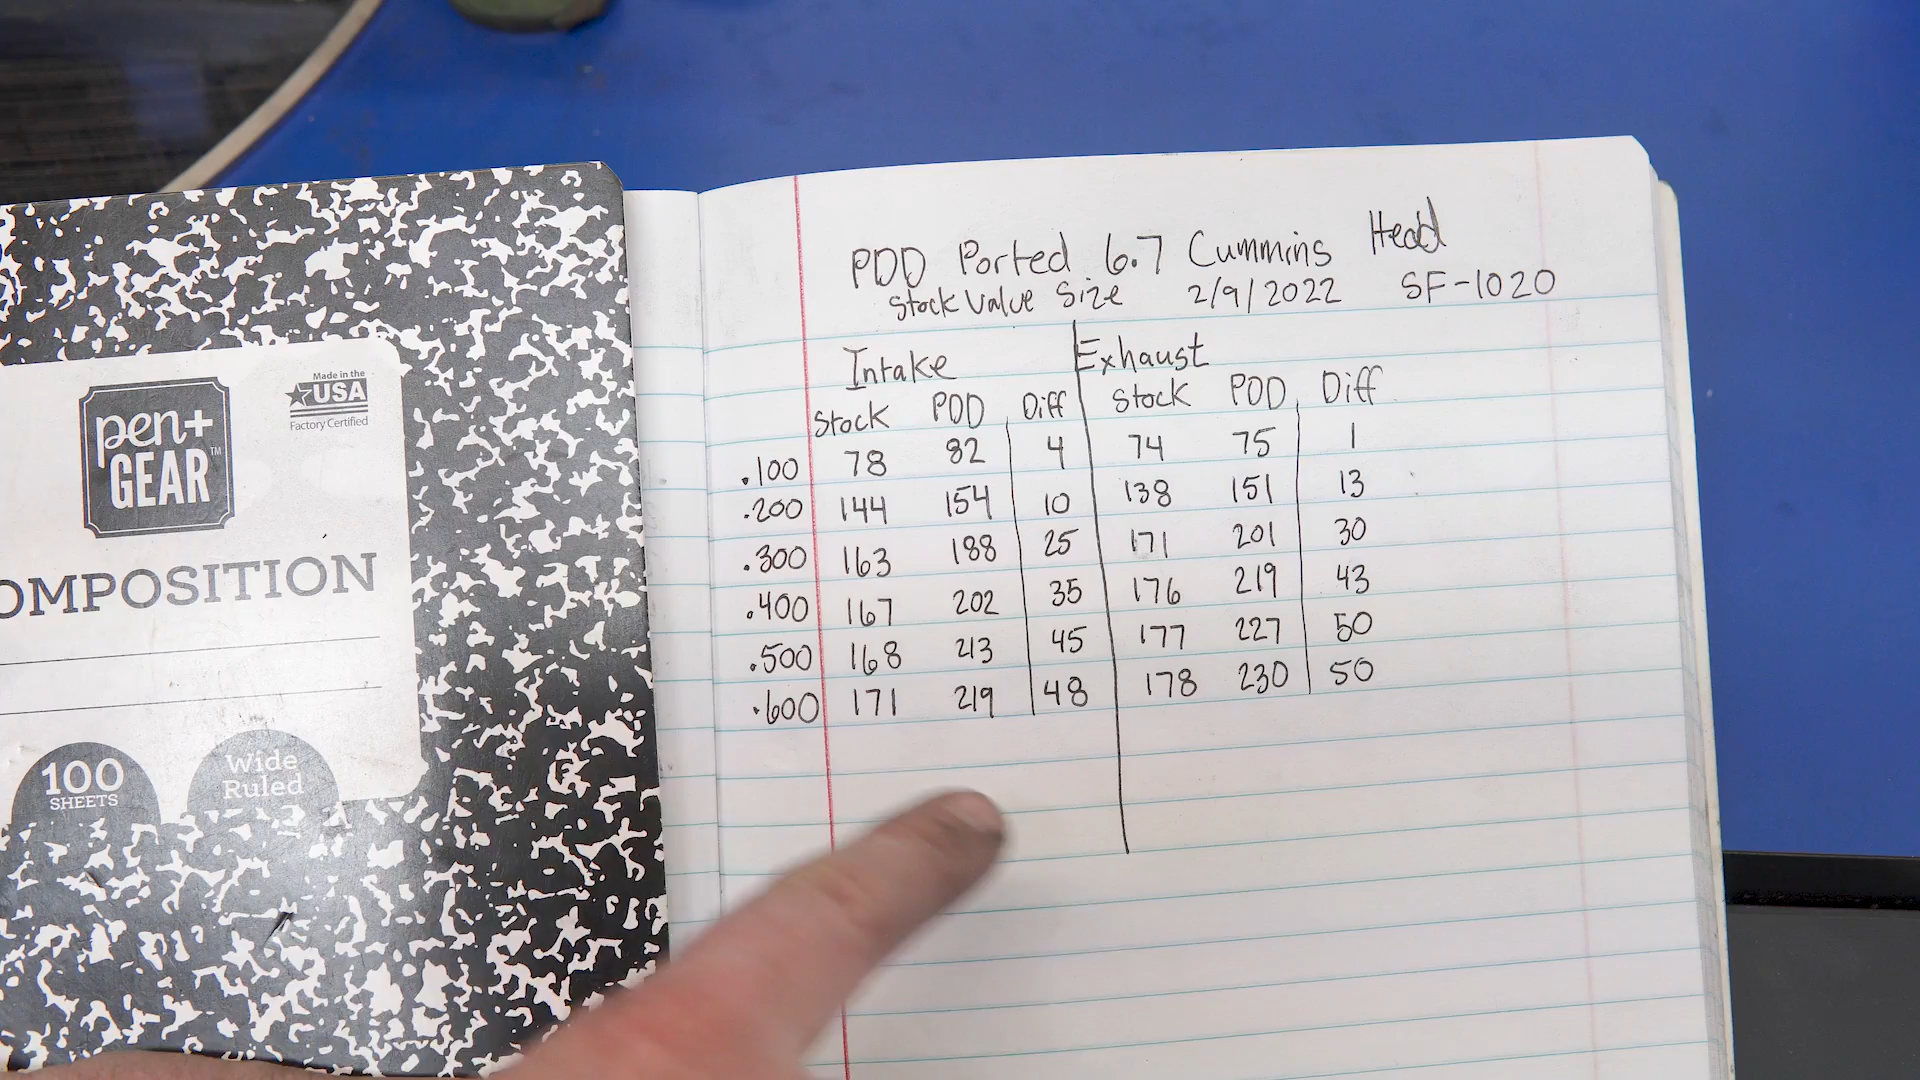 Made in the
USA
Factory Certified
pen+
GEAR™
OMPOSITION
100
SHEETS
Wide
Ruled
PDD Ported 6.7 Cummins Head
Stock Valve Size 2/9/2022 SF-1020
Intake Exhaust
Stock PDD Diff Stock PDD Diff
.100 78 82 4 74 75 1
.200 144 154 10 138 151 13
.300 163 188 25 171 201 30
.400 167 202 35 176 219 43
.500 168 213 45 177 227 50
.600 171 219 48 178 230 50